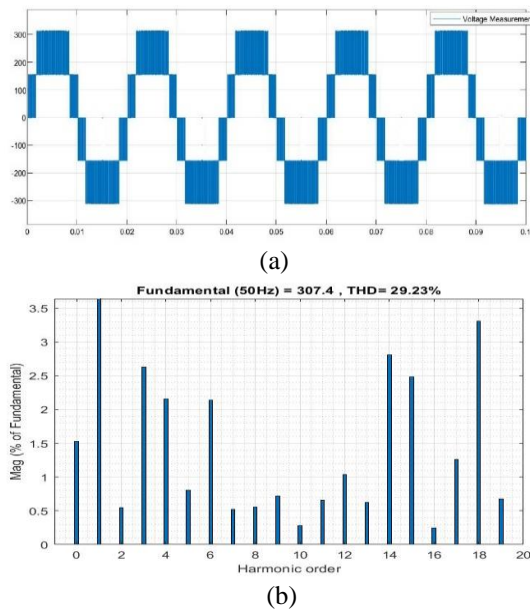 Voltage Measurement
300
200
100
0
-100
-200
-300
0 0.01 0.02 0.03 0.04 0.05 0.06 0.07 0.08 0.09 0.1
(a)
Fundamental (50Hz) = 307.4 , THD= 29.23%
Mag (% of Fundamental)
3.5
3
2.5
2
1.5
1
0.5
0
0 2 4 6 8 10 12 14 16 18 20
Harmonic order
(b)